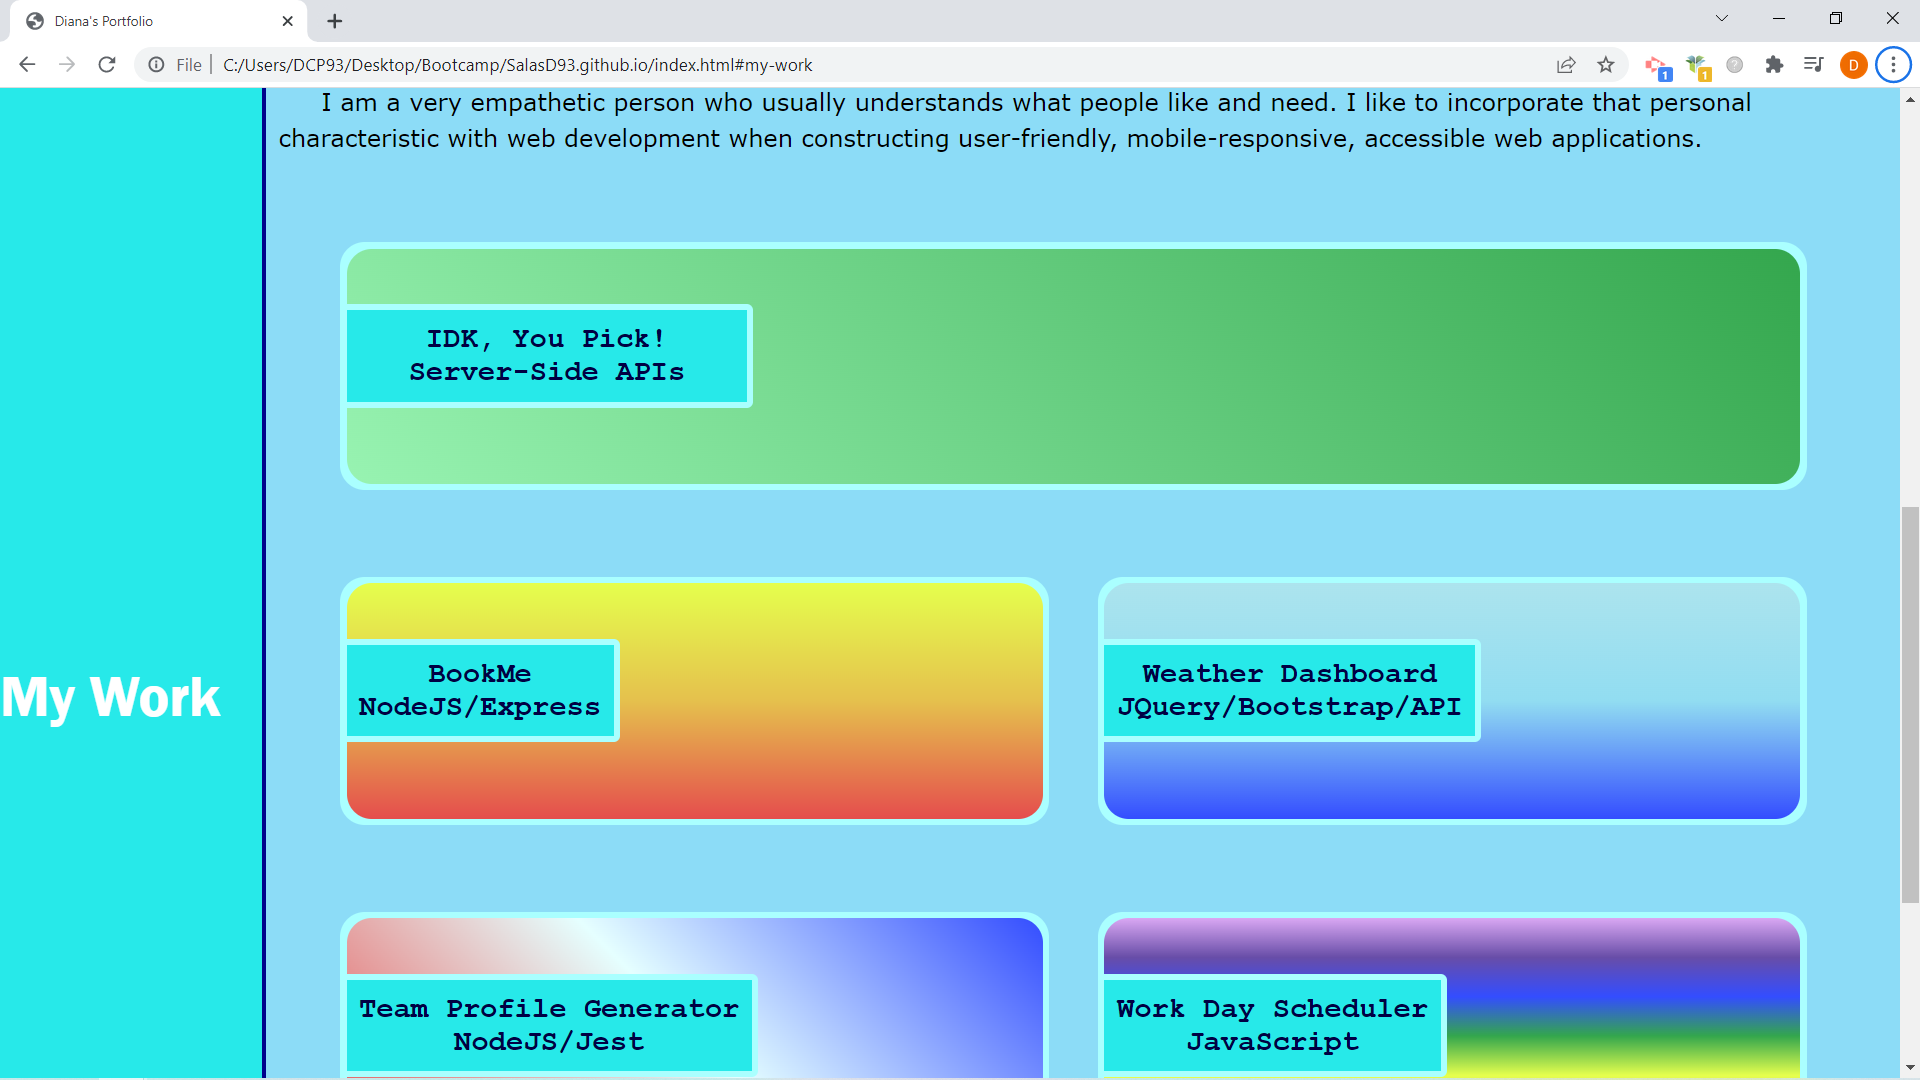 Diana's Portfolio
File
C:/Users/DCP93/Desktop/Bootcamp/SalasD93.github.io/index.html#my-work
1
1
D
I am a very empathetic person who usually understands what people like and need. I like to incorporate that personal
characteristic with web development when constructing user-friendly, mobile-responsive, accessible web applications.
IDK, You Pick!
Server-Side APIs
My Work
BookMe
NodeJS/Express
Weather Dashboard
JQuery/Bootstrap/API
Team Profile Generator
NodeJS/Jest
Work Day Scheduler
JavaScript